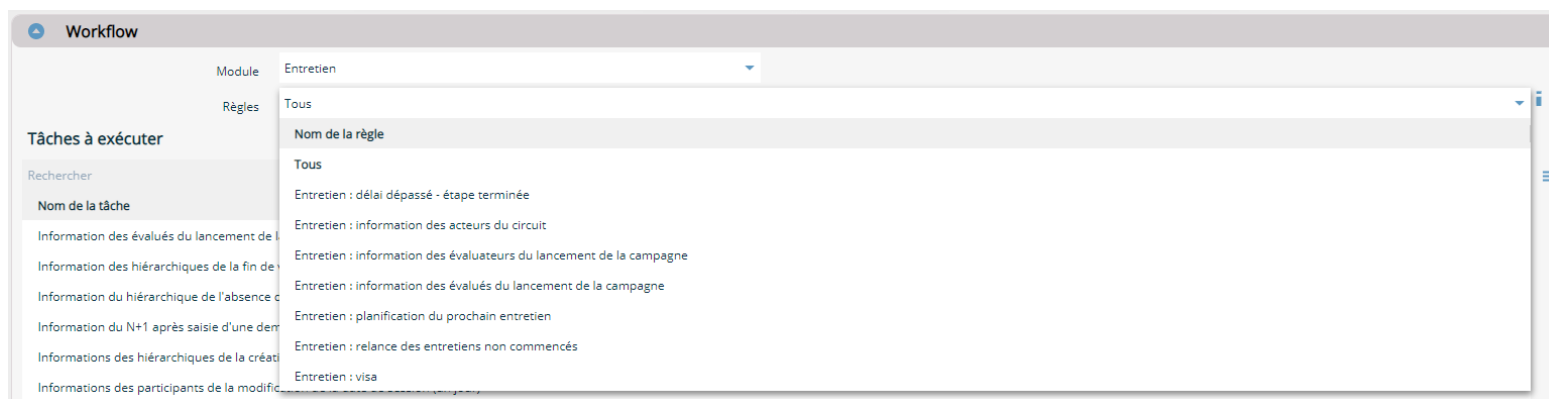 Workflow
Module Entretien
Règles Tous
Tâches à exécuter
Nom de la règle
Tous
Rechercher
Entretien : délai dépassé - étape terminée
Nom de la tâche
Entretien : information des acteurs du circuit
Information des évalués du lancement de
Entretien : information des évaluateurs du lancement de la campagne
Information des hiérarchiques de la fin de
Entretien : information des évalués du lancement de la campagne
Information du hiérarchique de l'absence
Entretien : planification du prochain entretien
Information du N+1 après saisie d'une
Entretien : relance des entretiens non commencés
Informations des hiérarchiques de la
Entretien : visa
Informations des participants de la